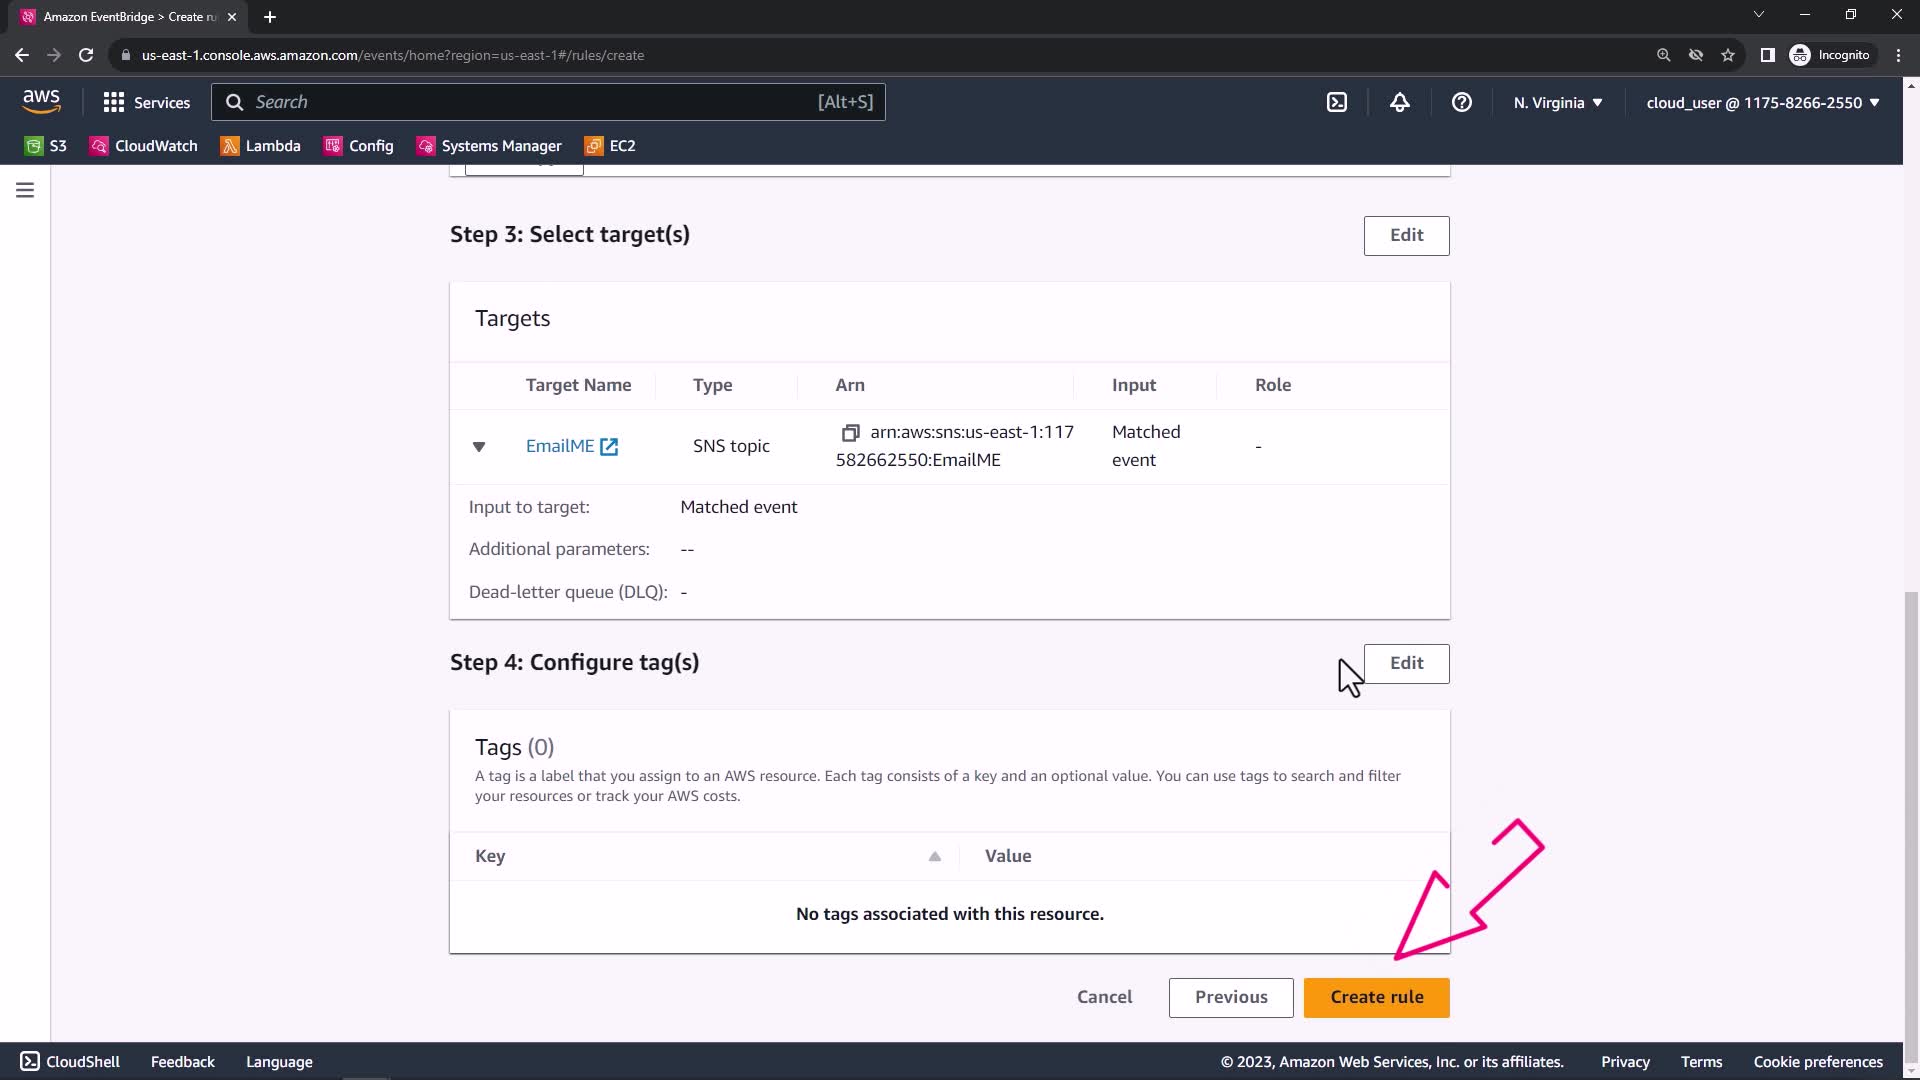 Amazon EventBridge > Create ru
us-east-1.console.aws.amazon.com/events/home?region=us-east-1#/rules/create
Incognito
aws
Services
Search
[Alt+S]
N. Virginia
cloud_user @ 1175-8266-2550
S3
CloudWatch
Lambda
Config
Systems Manager
EC2
Step 3: Select target(s)
Edit
Targets
Target Name
Type
Arn
Input
Role
EmailME
SNS topic
arn:aws:sns:us-east-1:117
582662550:EmailME
Matched
event
-
Input to target:
Matched event
Additional parameters:
--
Dead-letter queue (DLQ):
-
Step 4: Configure tag(s)
Edit
Tags (0)
A tag is a label that you assign to an AWS resource. Each tag consists of a key and an optional value. You can use tags to search and filter
your resources or track your AWS costs.
Key
Value
No tags associated with this resource.
Cancel
Previous
Create rule
CloudShell
Feedback
Language
© 2023, Amazon Web Services, Inc. or its affiliates.
Privacy
Terms
Cookie preferences